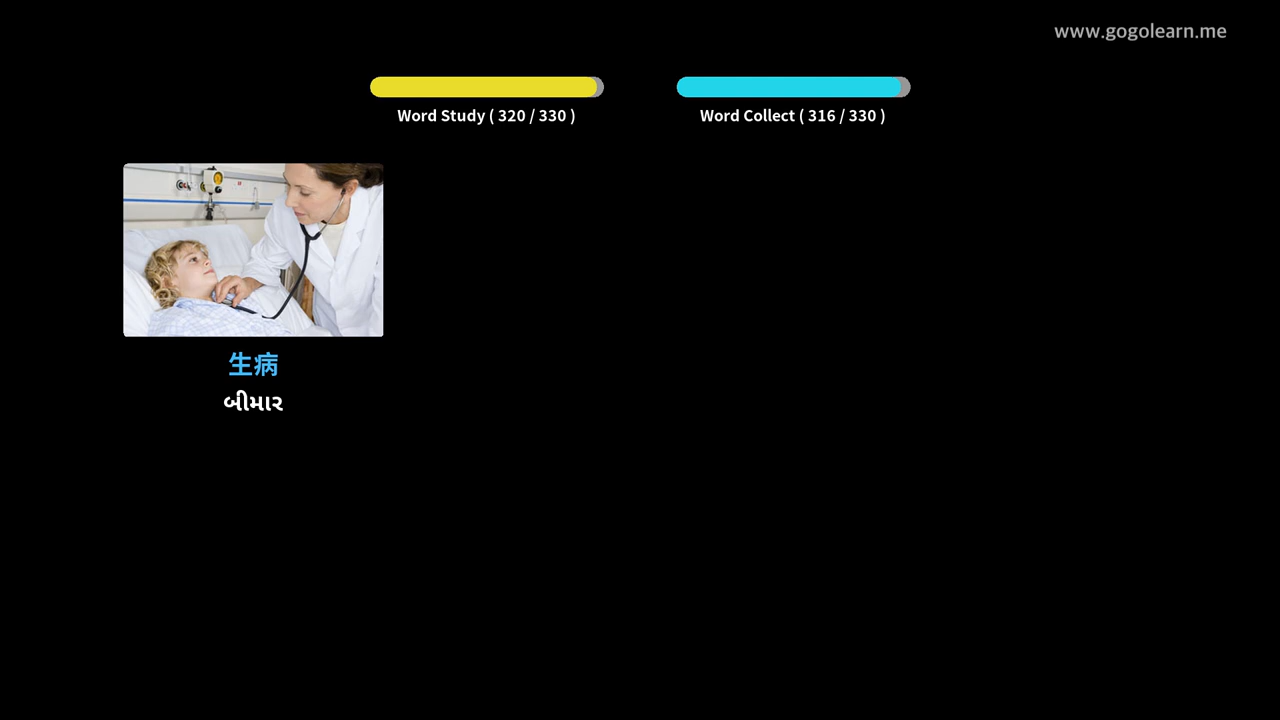 www.gogolearn.me
Word Study ( 320 / 330 )
Word Collect ( 316 / 330 )
生病
બીમાર